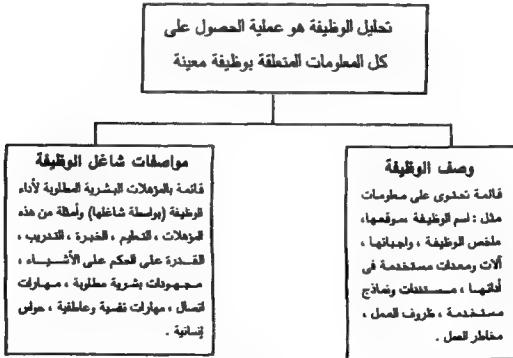 تحليل الوظيفة هو عملية الحصول على
كل المعلومات المتعلقة بوظيفة معينة
وصف الوظيفة
قائمة تحتوى على معلومات
مثل : اسم الوظيفة ، موقعها ،
ملخص الوظيفة ، واجباتها ،
آلات ومعدات مستخدمة فى
أدائها ، مستندات ونماذج
مستخدمة ، ظروف العمل ،
مخاطر العمل .
مواصفات شاغل الوظيفة
قائمة بالمؤهلات البشرية المطلوبة لأداء
الوظيفة (بواسطة شاغلها) وأمثلة من هذه
المؤهلات ، التعليم ، الخبرة ، التدريب ،
القدرة على الحكم على الأشياء ،
مجهودات بشرية مطلوبة ، مهارات
اتصال ، مهارات نفسية وعاطفية ، حواس
إنسانية .